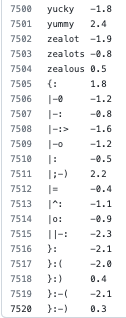 7500 yucky -1.8
7501 yummy 2.4
7502 zealot -1.9
7503 zealots -0.8
7504 zealous 0.5
7505 {: 1.8
7506 |-0 -1.2
7507 |-: -0.8
7508 |-:> -1.6
7509 |-o -1.2
7510 |: -0.5
7511 |;-) 2.2
7512 |= -0.4
7513 |^: -1.1
7514 |o: -0.9
7515 ||-: -2.3
7516 }: -2.1
7517 }:( -2.0
7518 }:) 0.4
7519 }:-( -2.1
7520 }:-) 0.3